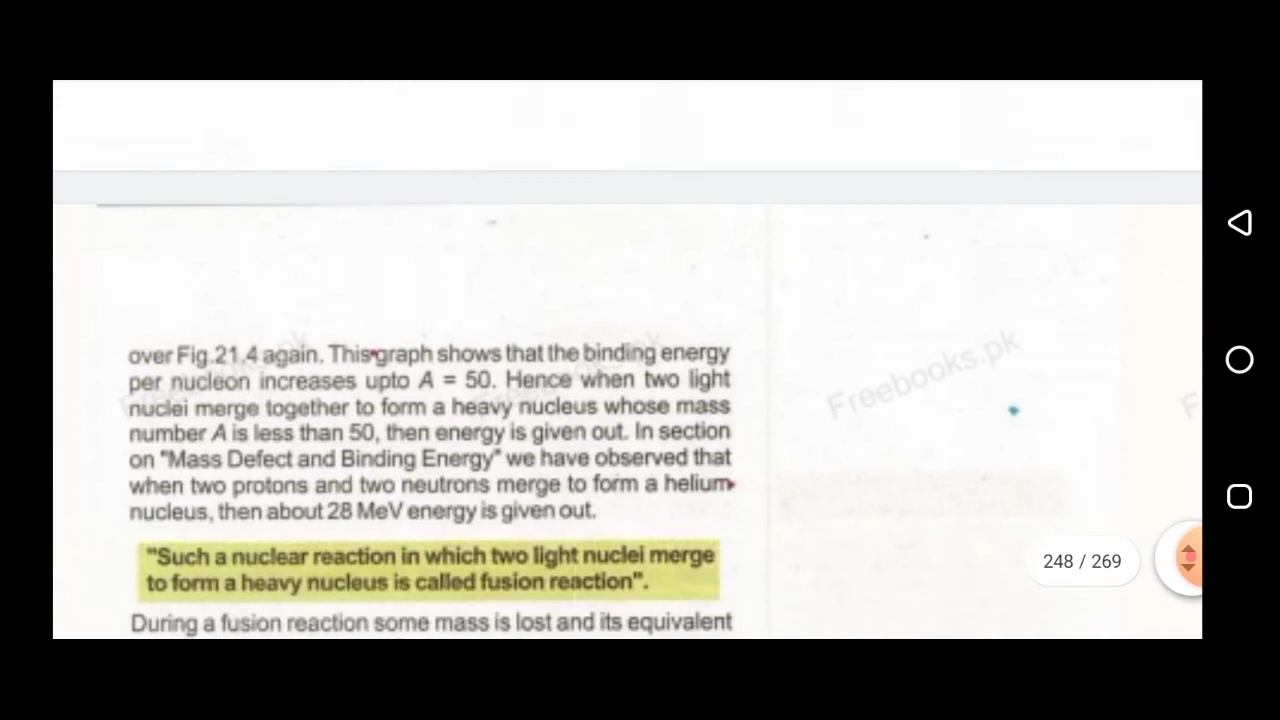 over Fig.21.4 again. This graph shows that the binding energy
per nucleon increases upto A = 50. Hence when two light
nuclei merge together to form a heavy nucleus whose mass
number A is less than 50, then energy is given out. In section
on "Mass Defect and Binding Energy" we have observed that
when two protons and two neutrons merge to form a helium
nucleus, then about 28 MeV energy is given out.
"Such a nuclear reaction in which two light nuclei merge
to form a heavy nucleus is called fusion reaction".
During a fusion reaction some mass is lost and its equivalent
Freebooks.pk
248 / 269